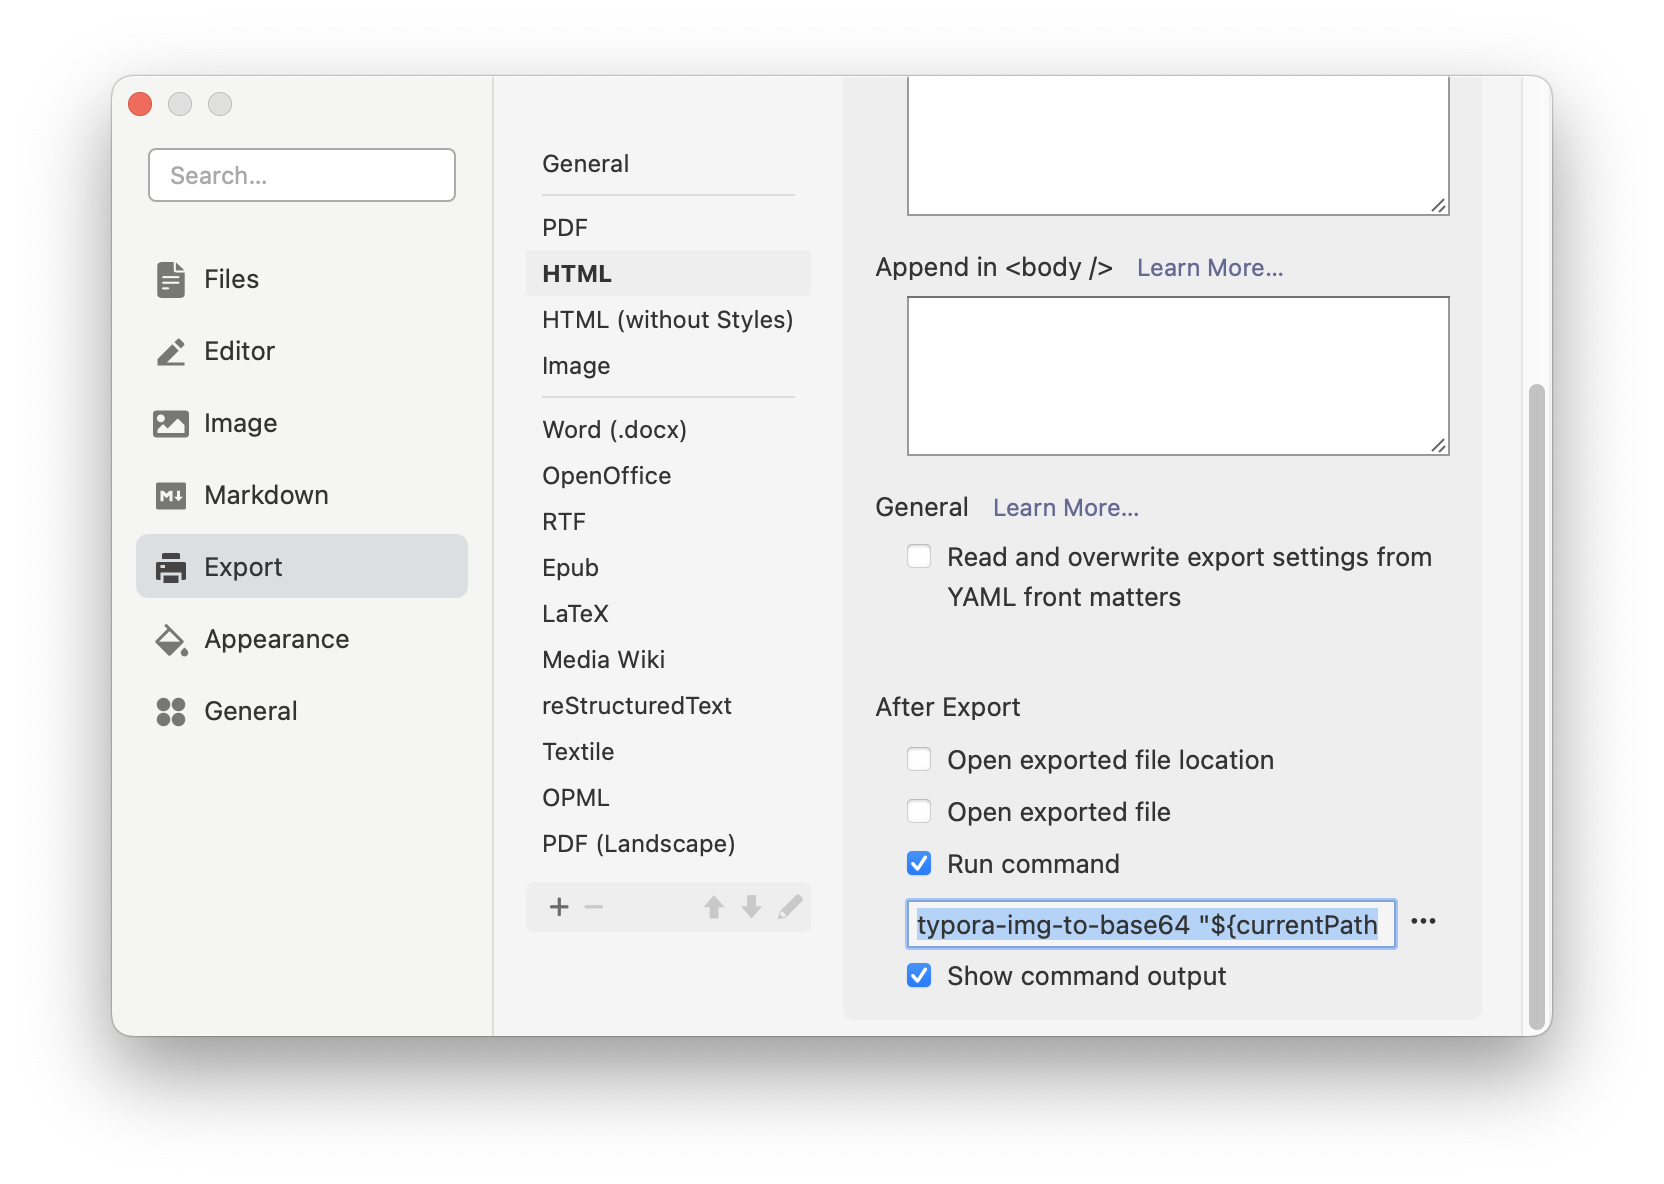 Search...
Files
Editor
Image
Markdown
Export
Appearance
General
General
PDF
HTML
HTML (without Styles)
Image
Word (.docx)
OpenOffice
RTF
Epub
LaTeX
Media Wiki
reStructuredText
Textile
OPML
PDF (Landscape)
Append in <body /> Learn More...
General Learn More...
Read and overwrite export settings from
YAML front matters
After Export
Open exported file location
Open exported file
Run command
typora-img-to-base64 "${currentPath
Show command output